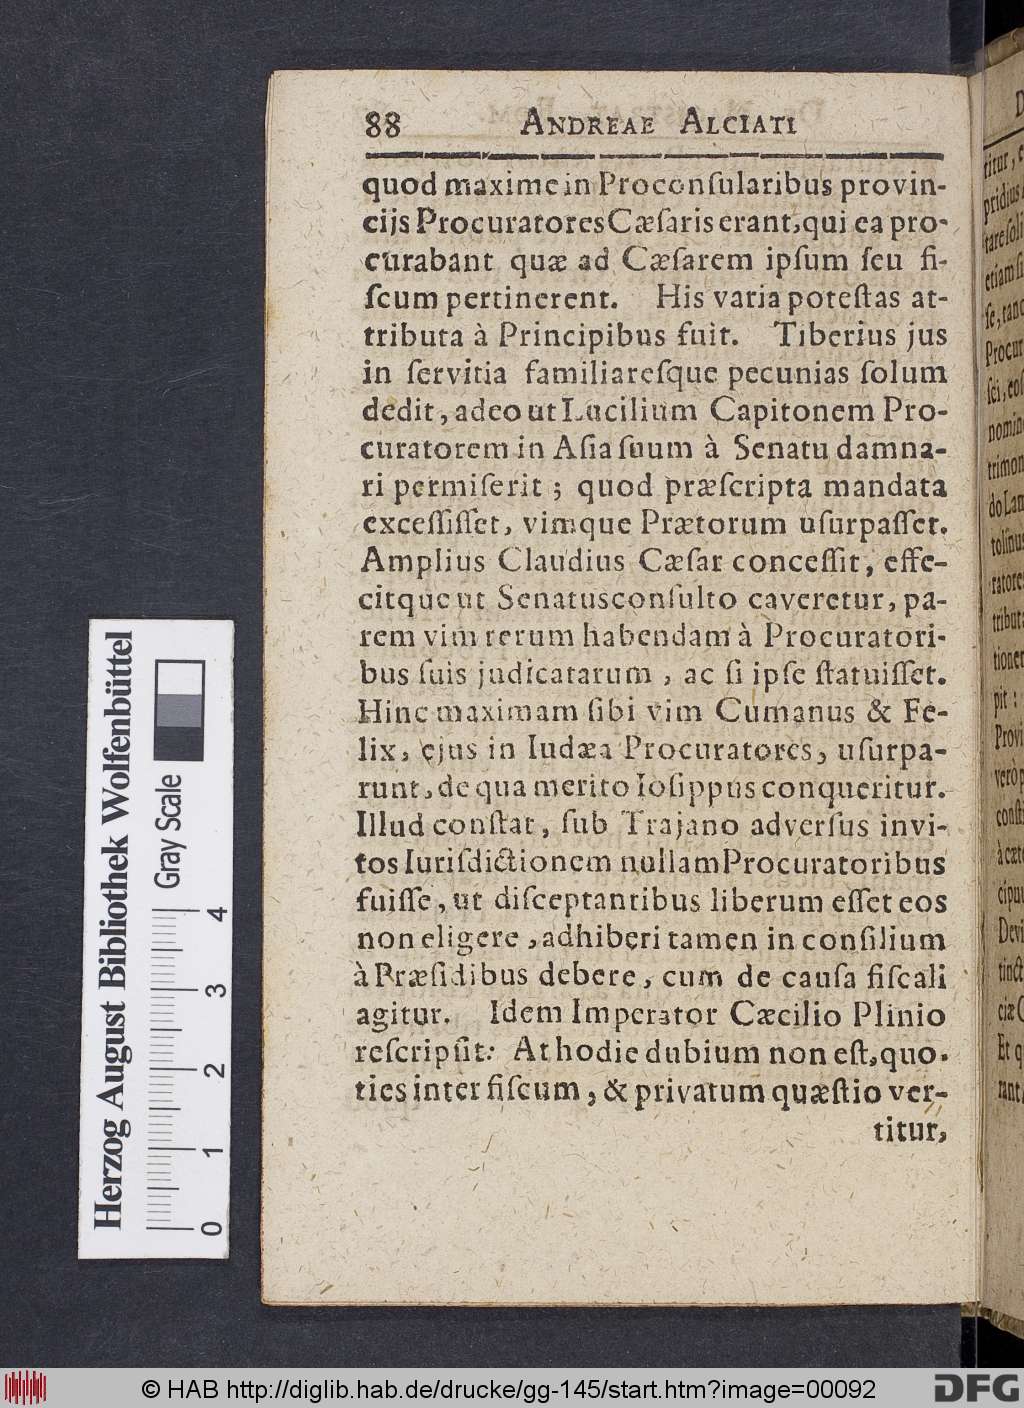 88 ANDREAE ALCIATI
quod maxime in Proconſularibus provin-
ciis Procuratores Cæſaris erant, qui ea pro-
curabant quæ ad Cæſarem ipſum ſeu fi-
ſcum pertinerent. His varia poteſtas at-
tributa à Principibus fuit. Tiberius jus
in ſervitia familiareſque pecunias ſolum
dedit, adeo ut Lucilium Capitonem Pro-
curatorem in Aſia ſuum à Senatu damna-
ri permiſerit; quod præſcripta mandata
exceſſiſſet, vimque Prætorum uſurpaſſet.
Amplius Claudius Cæſar conceſſit, effe-
citque ut Senatusconſulto caveretur, pa-
rem vim rerum habendam à Procuratori-
bus ſuis judicatarum, ac ſi ipſe ſtatuiſſet.
Hinc maximam ſibi vim Cumanus & Fe-
lix, ejus in Iudæa Procuratores, uſurpa-
runt, de qua merito Ioſippus conqueritur.
Illud conſtat, ſub Trajano adverſus invi-
tos Iuriſdictionem nullam Procuratoribus
fuiſſe, ut diſceptantibus liberum eſſet eos
non eligere, adhiberi tamen in conſilium
à Præſidibus debere, cum de cauſa fiſcali
agitur. Idem Imperator Cæcilio Plinio
reſcripſit: At hodie dubium non eſt, quo-
ties inter fiſcum, & privatum quæſtio ver-
titur,
Herzog August Bibliothek Wolfenbüttel
Gray Scale
0 1 2 3 4
© HAB http://diglib.hab.de/drucke/gg-145/start.htm?image=00092
DFG